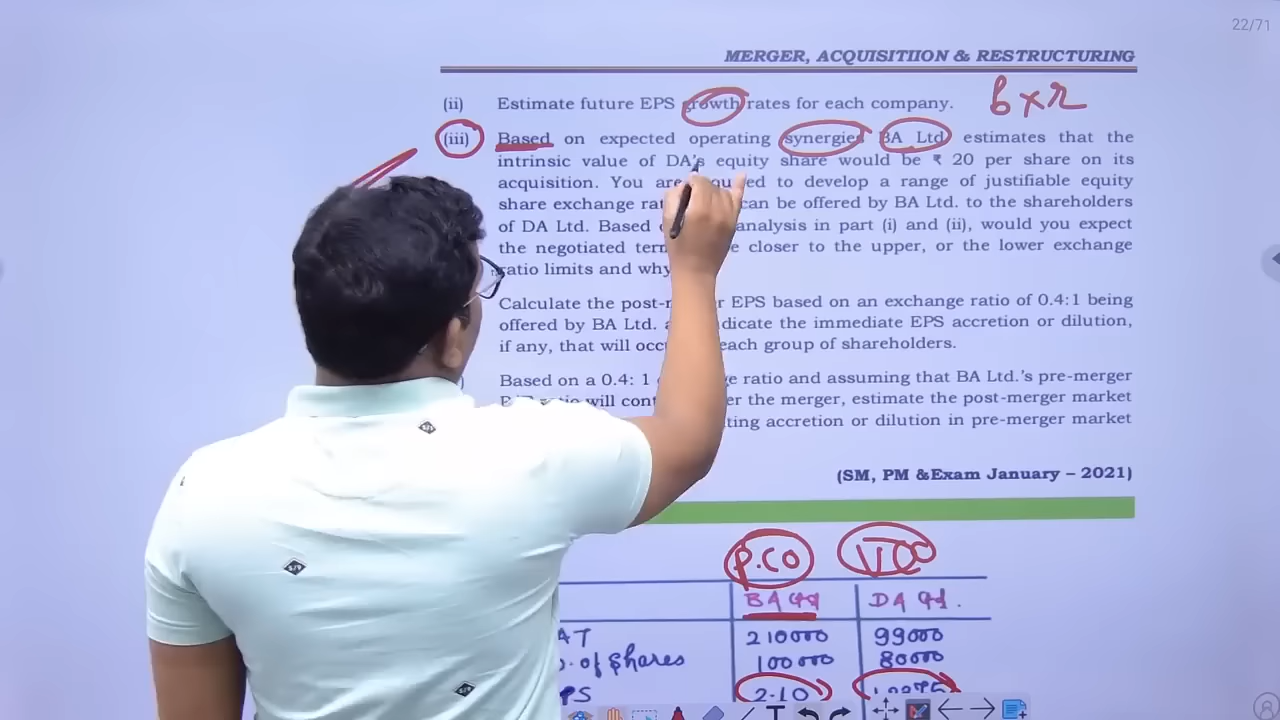 22/71
MERGER, ACQUISITIION & RESTRUCTURING
(ii) Estimate future EPS growth rates for each company. b x r
(iii) Based on expected operating synergies BA Ltd estimates that the
intrinsic value of DA's equity share would be ₹ 20 per share on its
acquisition. You are to develop a range of justifiable equity
share exchange can be offered by BA Ltd. to the shareholders
of DA Ltd. Based analysis in part (i) and (ii), would you expect
the negotiated closer to the upper, or the lower exchange
ratio limits and why
Calculate the post- EPS based on an exchange ratio of 0.4:1 being
offered by BA Ltd. indicate the immediate EPS accretion or dilution,
if any, that will each group of shareholders.
Based on a 0.4: 1 ratio and assuming that BA Ltd.'s pre-merger
will the merger, estimate the post-merger market
accretion or dilution in pre-merger market
(SM, PM &Exam January – 2021)
P.CO
BA DA
210000 99000
of shares 100000 80000
2.10